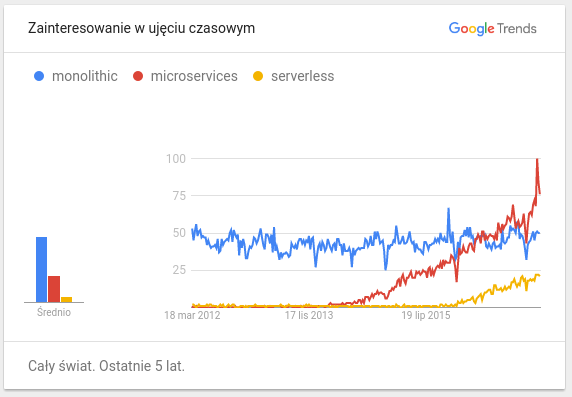 Zainteresowanie w ujęciu czasowym
Google Trends
monolithic microservices serverless
100
75
50
25
Średnio
18 mar 2012 17 lis 2013 19 lip 2015
Cały świat. Ostatnie 5 lat.